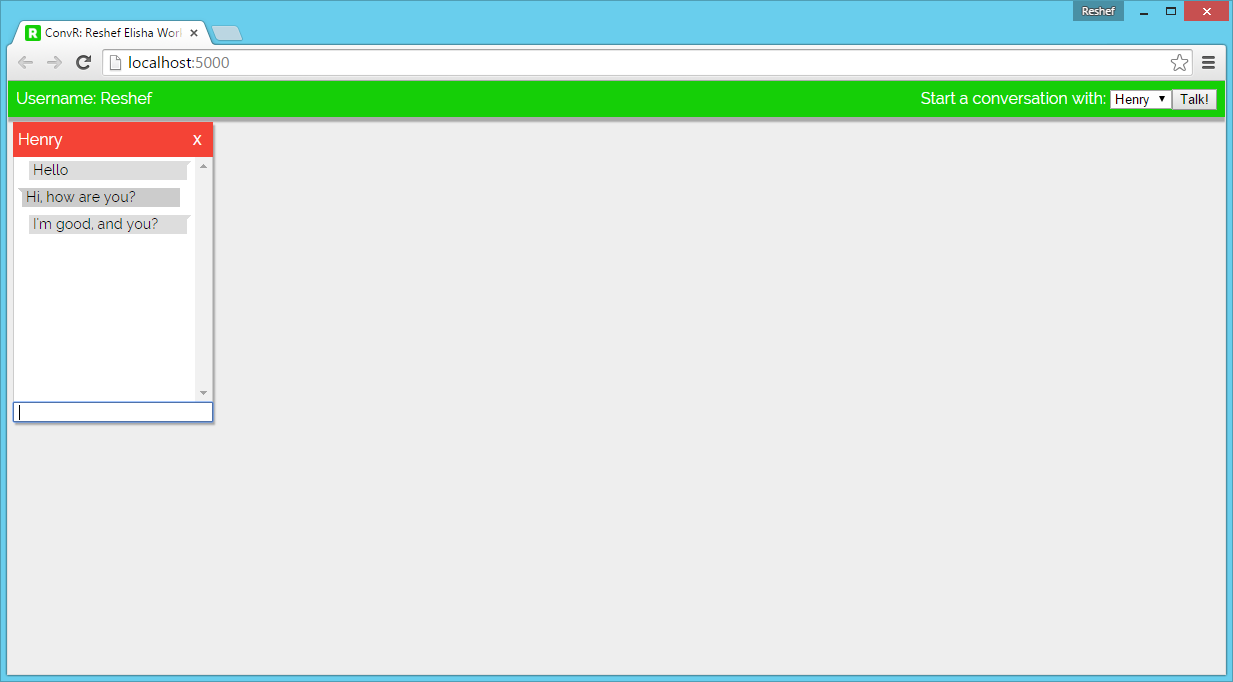 Reshef
R ConvR: Reshef Elisha Worl
localhost:5000
Username: Reshef
Start a conversation with: Henry Talk!
Henry x
Hello
Hi, how are you?
I'm good, and you?